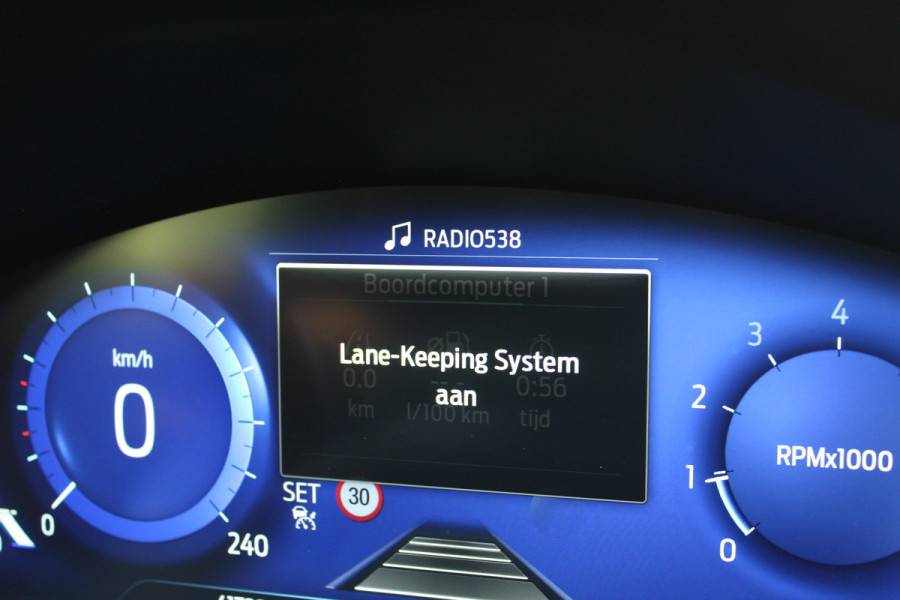 RADIO538
Boordcomputer 1
Lane-Keeping System
aan
0.0 --.- 0:56
km l/100 km tijd
km/h
0
0
240
SET
30
4
3
2
1
0
RPMx1000